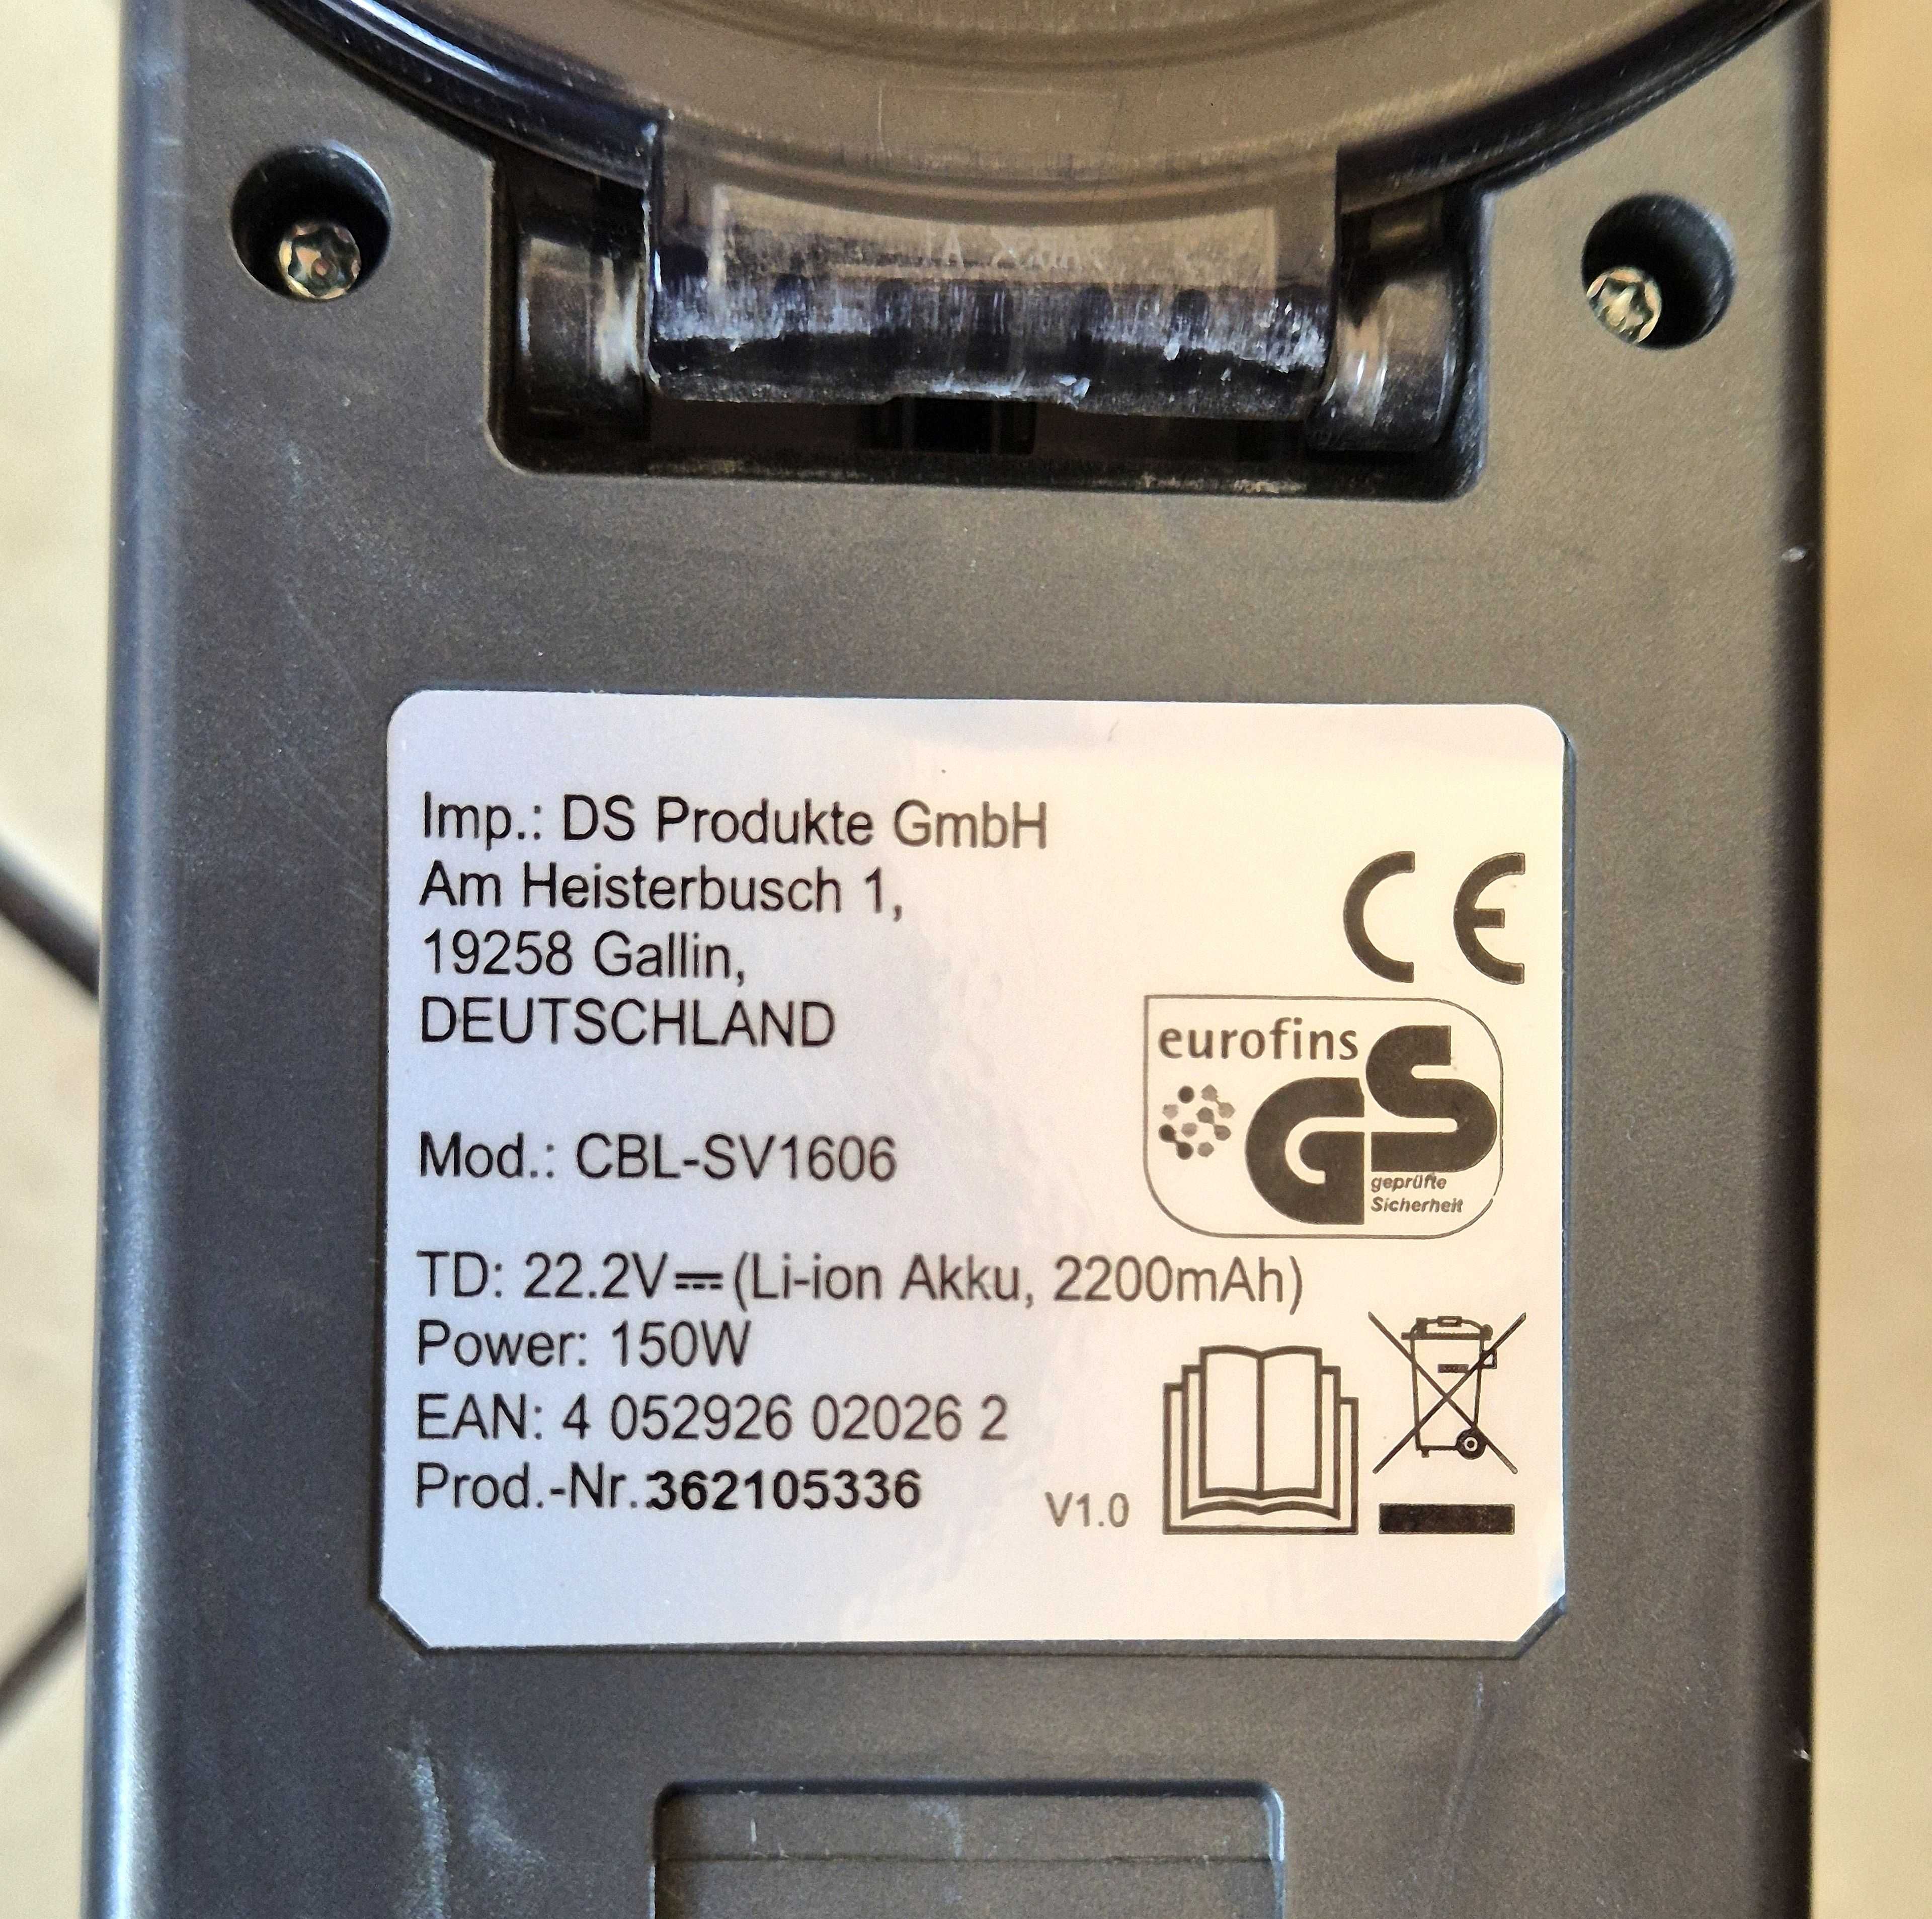 Imp.: DS Produkte GmbH
Am Heisterbusch 1,
19258 Gallin,
DEUTSCHLAND
CE
eurofins
GS
geprüfte
Sicherheit
Mod.: CBL-SV1606
TD: 22.2V⎓(Li-ion Akku, 2200mAh)
Power: 150W
EAN: 4 052926 02026 2
Prod.-Nr.:362105336
V1.0